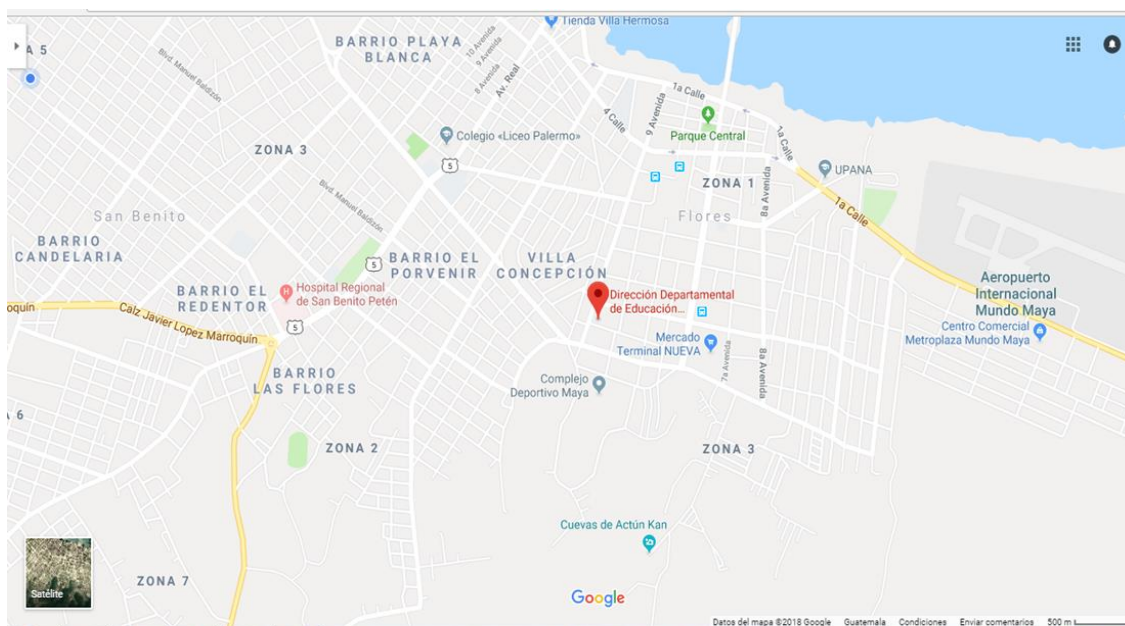 Tienda Villa Hermosa
A 5
BARRIO PLAYA
BLANCA
10 Avenida
9 Avenida
8 Avenida
Av. Real
Blvd. Manuel Baldizón
1a Calle
4 Calle
9 Avenida
Parque Central
1a Calle
Colegio «Liceo Palermo»
ZONA 3
5
UPANA
ZONA 1
8a Avenida
Blvd. Manuel Baldizón
1a Calle
San Benito
Flores
BARRIO
CANDELARIA
BARRIO EL
PORVENIR
VILLA
CONCEPCIÓN
5
Aeropuerto
Internacional
Mundo Maya
BARRIO EL
REDENTOR
Hospital Regional
de San Benito Petén
Dirección Departamental
de Educación...
roquín
Calz Javier Lopez Marroquín
5
Centro Comercial
Metroplaza Mundo Maya
Mercado
Terminal NUEVA
7a Avenida
8a Avenida
BARRIO
LAS FLORES
Complejo
Deportivo Maya
A 6
ZONA 2
ZONA 3
Cuevas de Actún Kan
ZONA 7
Satélite
Google
Datos del mapa ©2018 Google Guatemala Condiciones Enviar comentarios 500 m